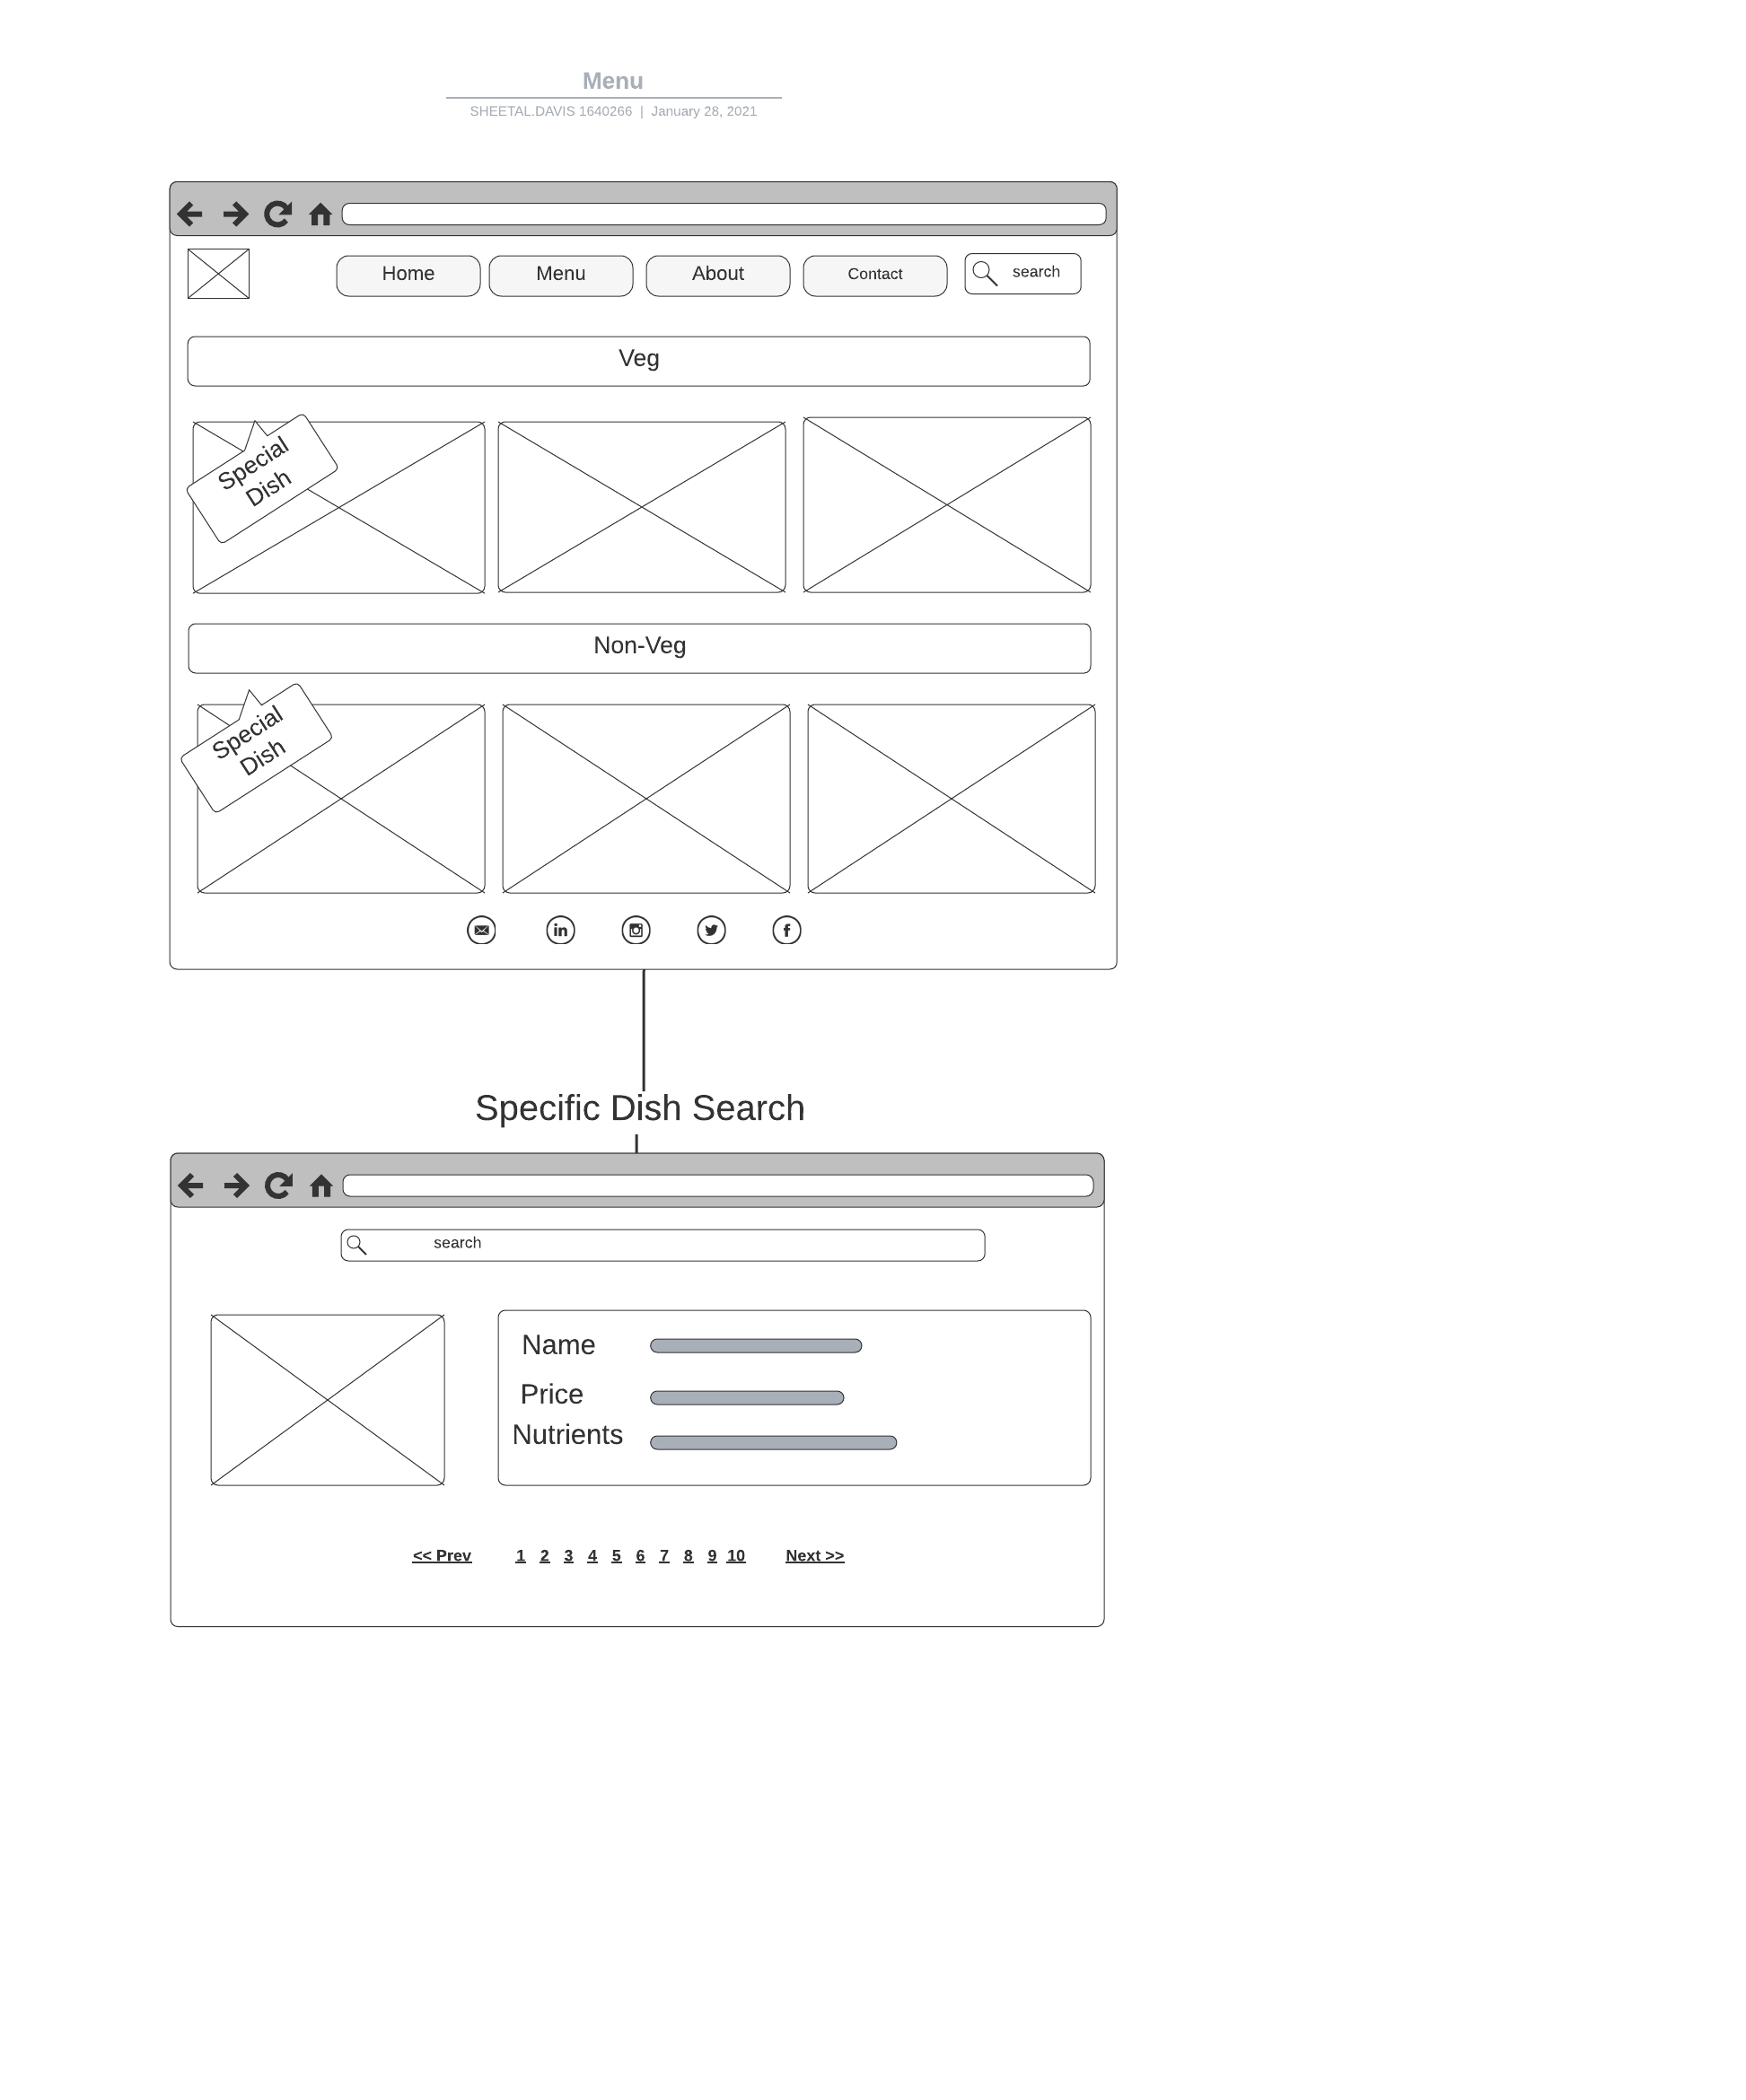 Menu
SHEETAL.DAVIS 1640266 | January 28, 2021
Home Menu About Contact search
Veg
Special
Dish
Non-Veg
Special
Dish
Specific Dish Search
search
Name
Price
Nutrients
<< Prev 1 2 3 4 5 6 7 8 9 10 Next >>